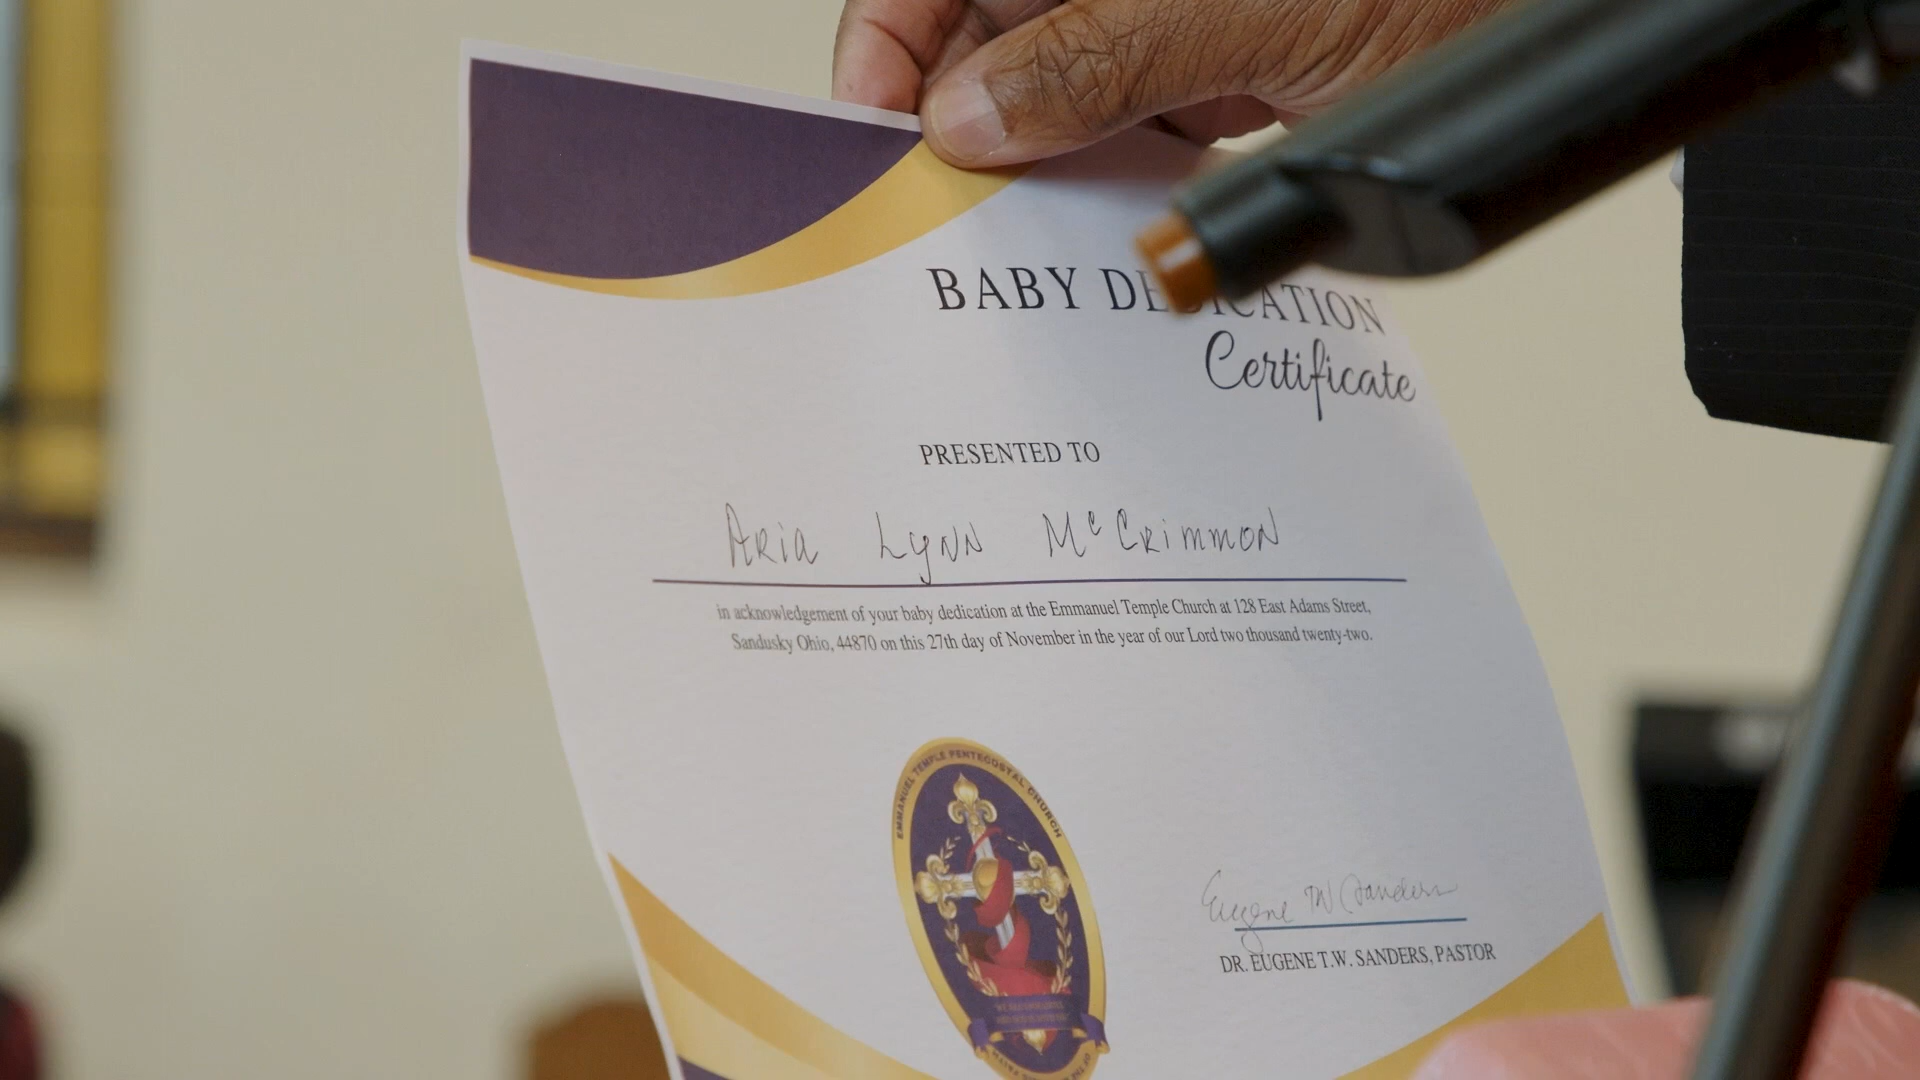 BABY DEDICATION
Certificate
PRESENTED TO
ARIA LYNN McCRIMMON
in acknowledgement of your baby dedication at the Emmanuel Temple Church at 128 East Adams Street,
Sandusky Ohio, 44870 on this 27th day of November in the year of our Lord two thousand twenty-two.
EMMANUEL TEMPLE PENTECOSTAL CHURCH
Eugene TW Sanders
DR. EUGENE T.W. SANDERS, PASTOR